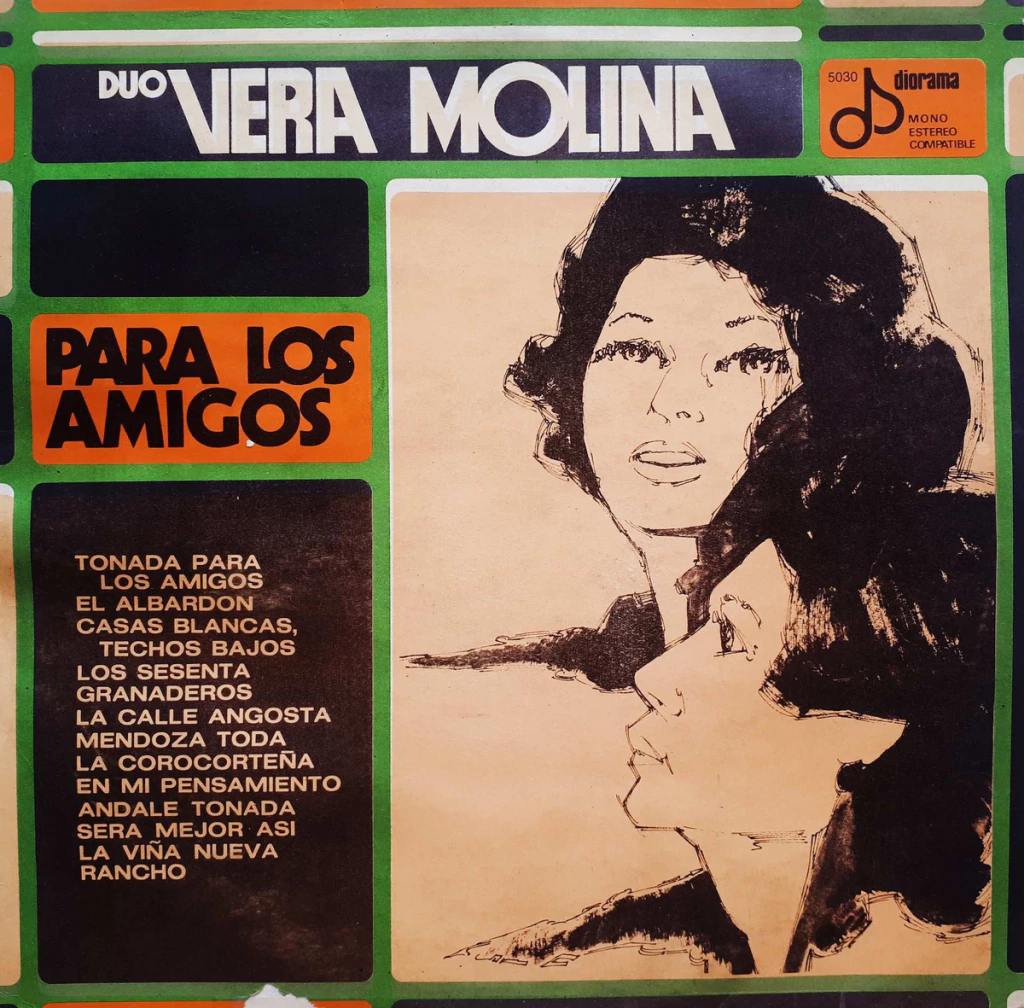 DUO VERA MOLINA
5030 diorama
MONO
ESTEREO
COMPATIBLE
PARA LOS
AMIGOS
TONADA PARA
LOS AMIGOS
EL ALBARDON
CASAS BLANCAS,
TECHOS BAJOS
LOS SESENTA
GRANADEROS
LA CALLE ANGOSTA
MENDOZA TODA
LA COROCORTEÑA
EN MI PENSAMIENTO
ANDALE TONADA
SERA MEJOR ASI
LA VIÑA NUEVA
RANCHO